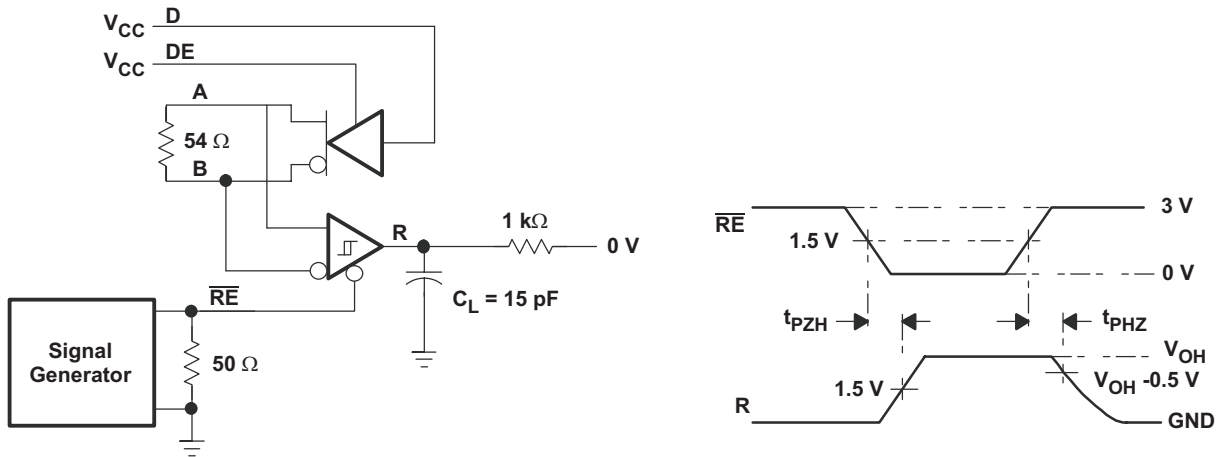 VCC D
VCC DE
A
54 Ω
B
R
1 kΩ
0 V
CL = 15 pF
RE
Signal
Generator
50 Ω
RE
3 V
1.5 V
0 V
tPZH
tPHZ
VOH
VOH -0.5 V
1.5 V
R
GND